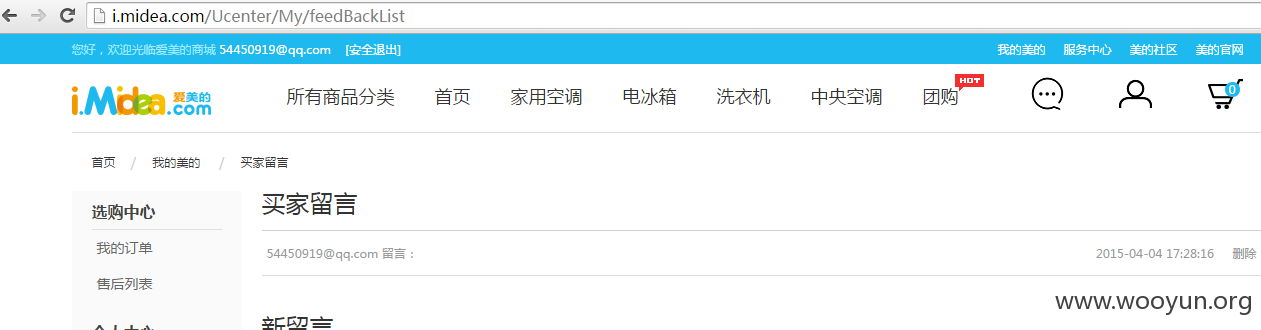 i.midea.com/Ucenter/My/feedBackList
您好，欢迎光临爱美的商城 54450919@qq.com [安全退出] 我的美的 服务中心 美的社区 美的官网
i.Midea.com 爱美的 所有商品分类 首页 家用空调 电冰箱 洗衣机 中央空调 团购 HOT 0
首页 / 我的美的 / 买家留言
选购中心
我的订单
售后列表
个人中心
买家留言
54450919@qq.com 留言： 2015-04-04 17:28:16 删除
新留言
www.wooyun.org